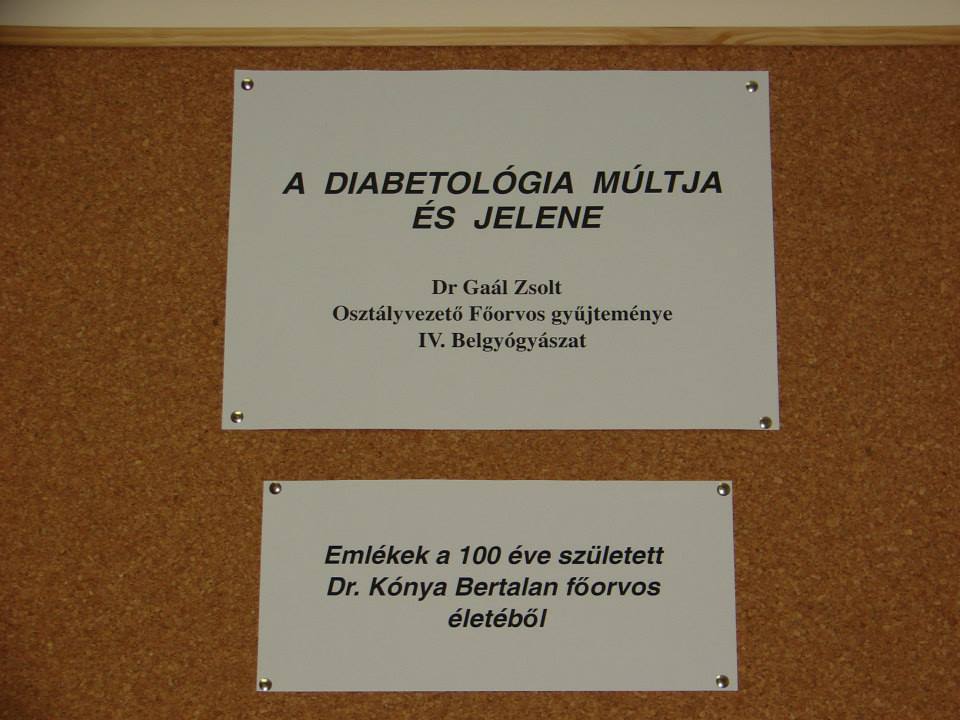 A DIABETOLÓGIA MÚLTJA
ÉS JELENE
Dr Gaál Zsolt
Osztályvezető Főorvos gyűjteménye
IV. Belgyógyászat
Emlékek a 100 éve született
Dr. Kónya Bertalan főorvos
életéből